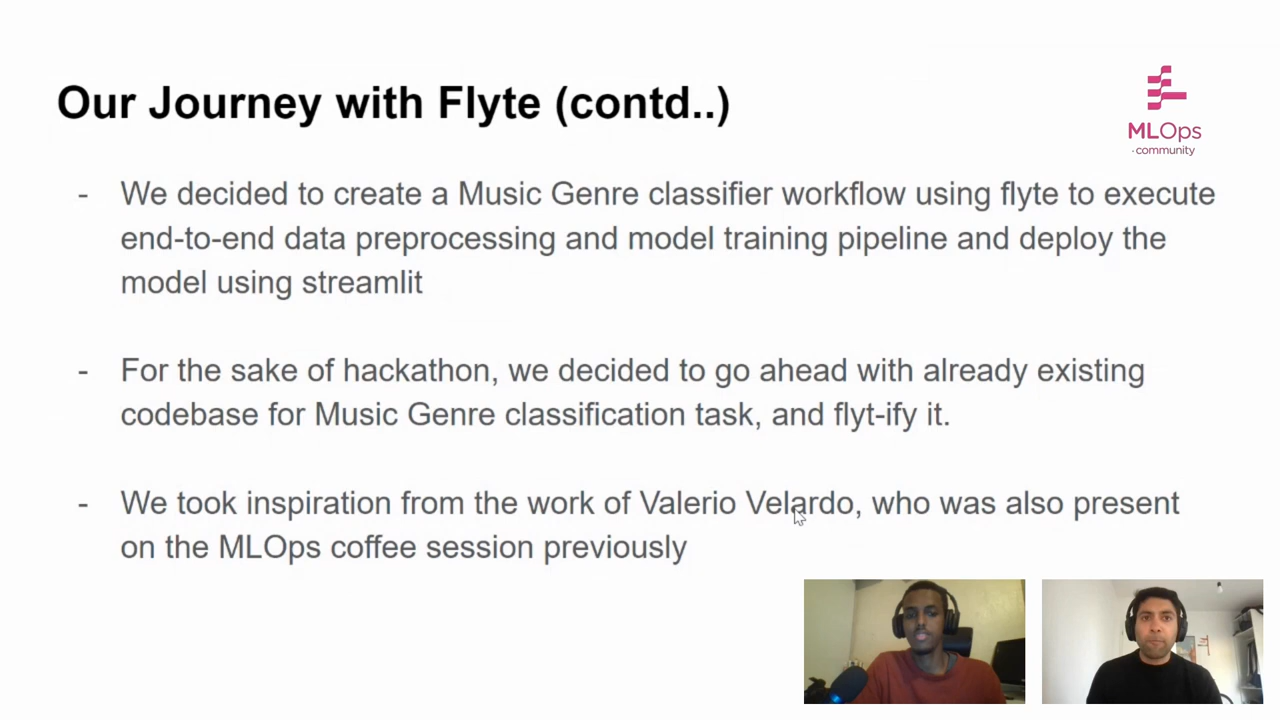 Our Journey with Flyte (contd..)
MLOps
·community
- We decided to create a Music Genre classifier workflow using flyte to execute
end-to-end data preprocessing and model training pipeline and deploy the
model using streamlit
- For the sake of hackathon, we decided to go ahead with already existing
codebase for Music Genre classification task, and flyt-ify it.
- We took inspiration from the work of Valerio Velardo, who was also present
on the MLOps coffee session previously